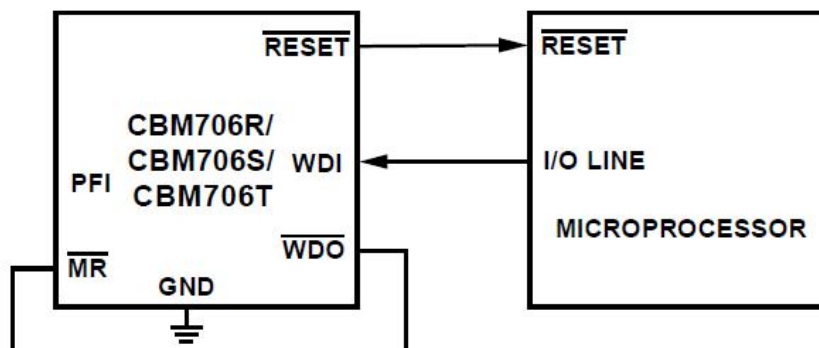 RESET
RESET
CBM706R/
CBM706S/
CBM706T
PFI
WDI
I/O LINE
MICROPROCESSOR
WDO
MR
GND